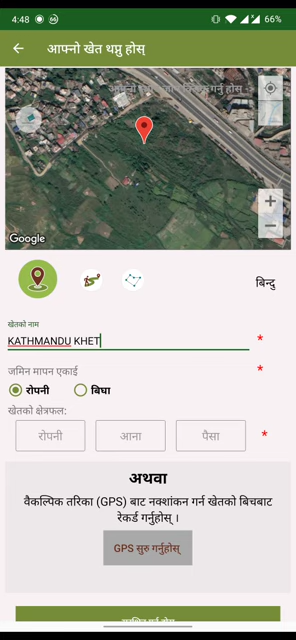 4:48
66%
आफ्नो खेत थप्नु होस्
Google
बिन्दु
खेतको नाम
KATHMANDU KHET
*
जमिन मापन एकाई
*
रोपनी
बिघा
खेतको क्षेत्रफल:
रोपनी
आना
पैसा
*
अथवा
वैकल्पिक तरिका (GPS) बाट नक्शांकन गर्न खेतको बिचबाट
रेकर्ड गर्नुहोस् ।
GPS सुरु गर्नुहोस्